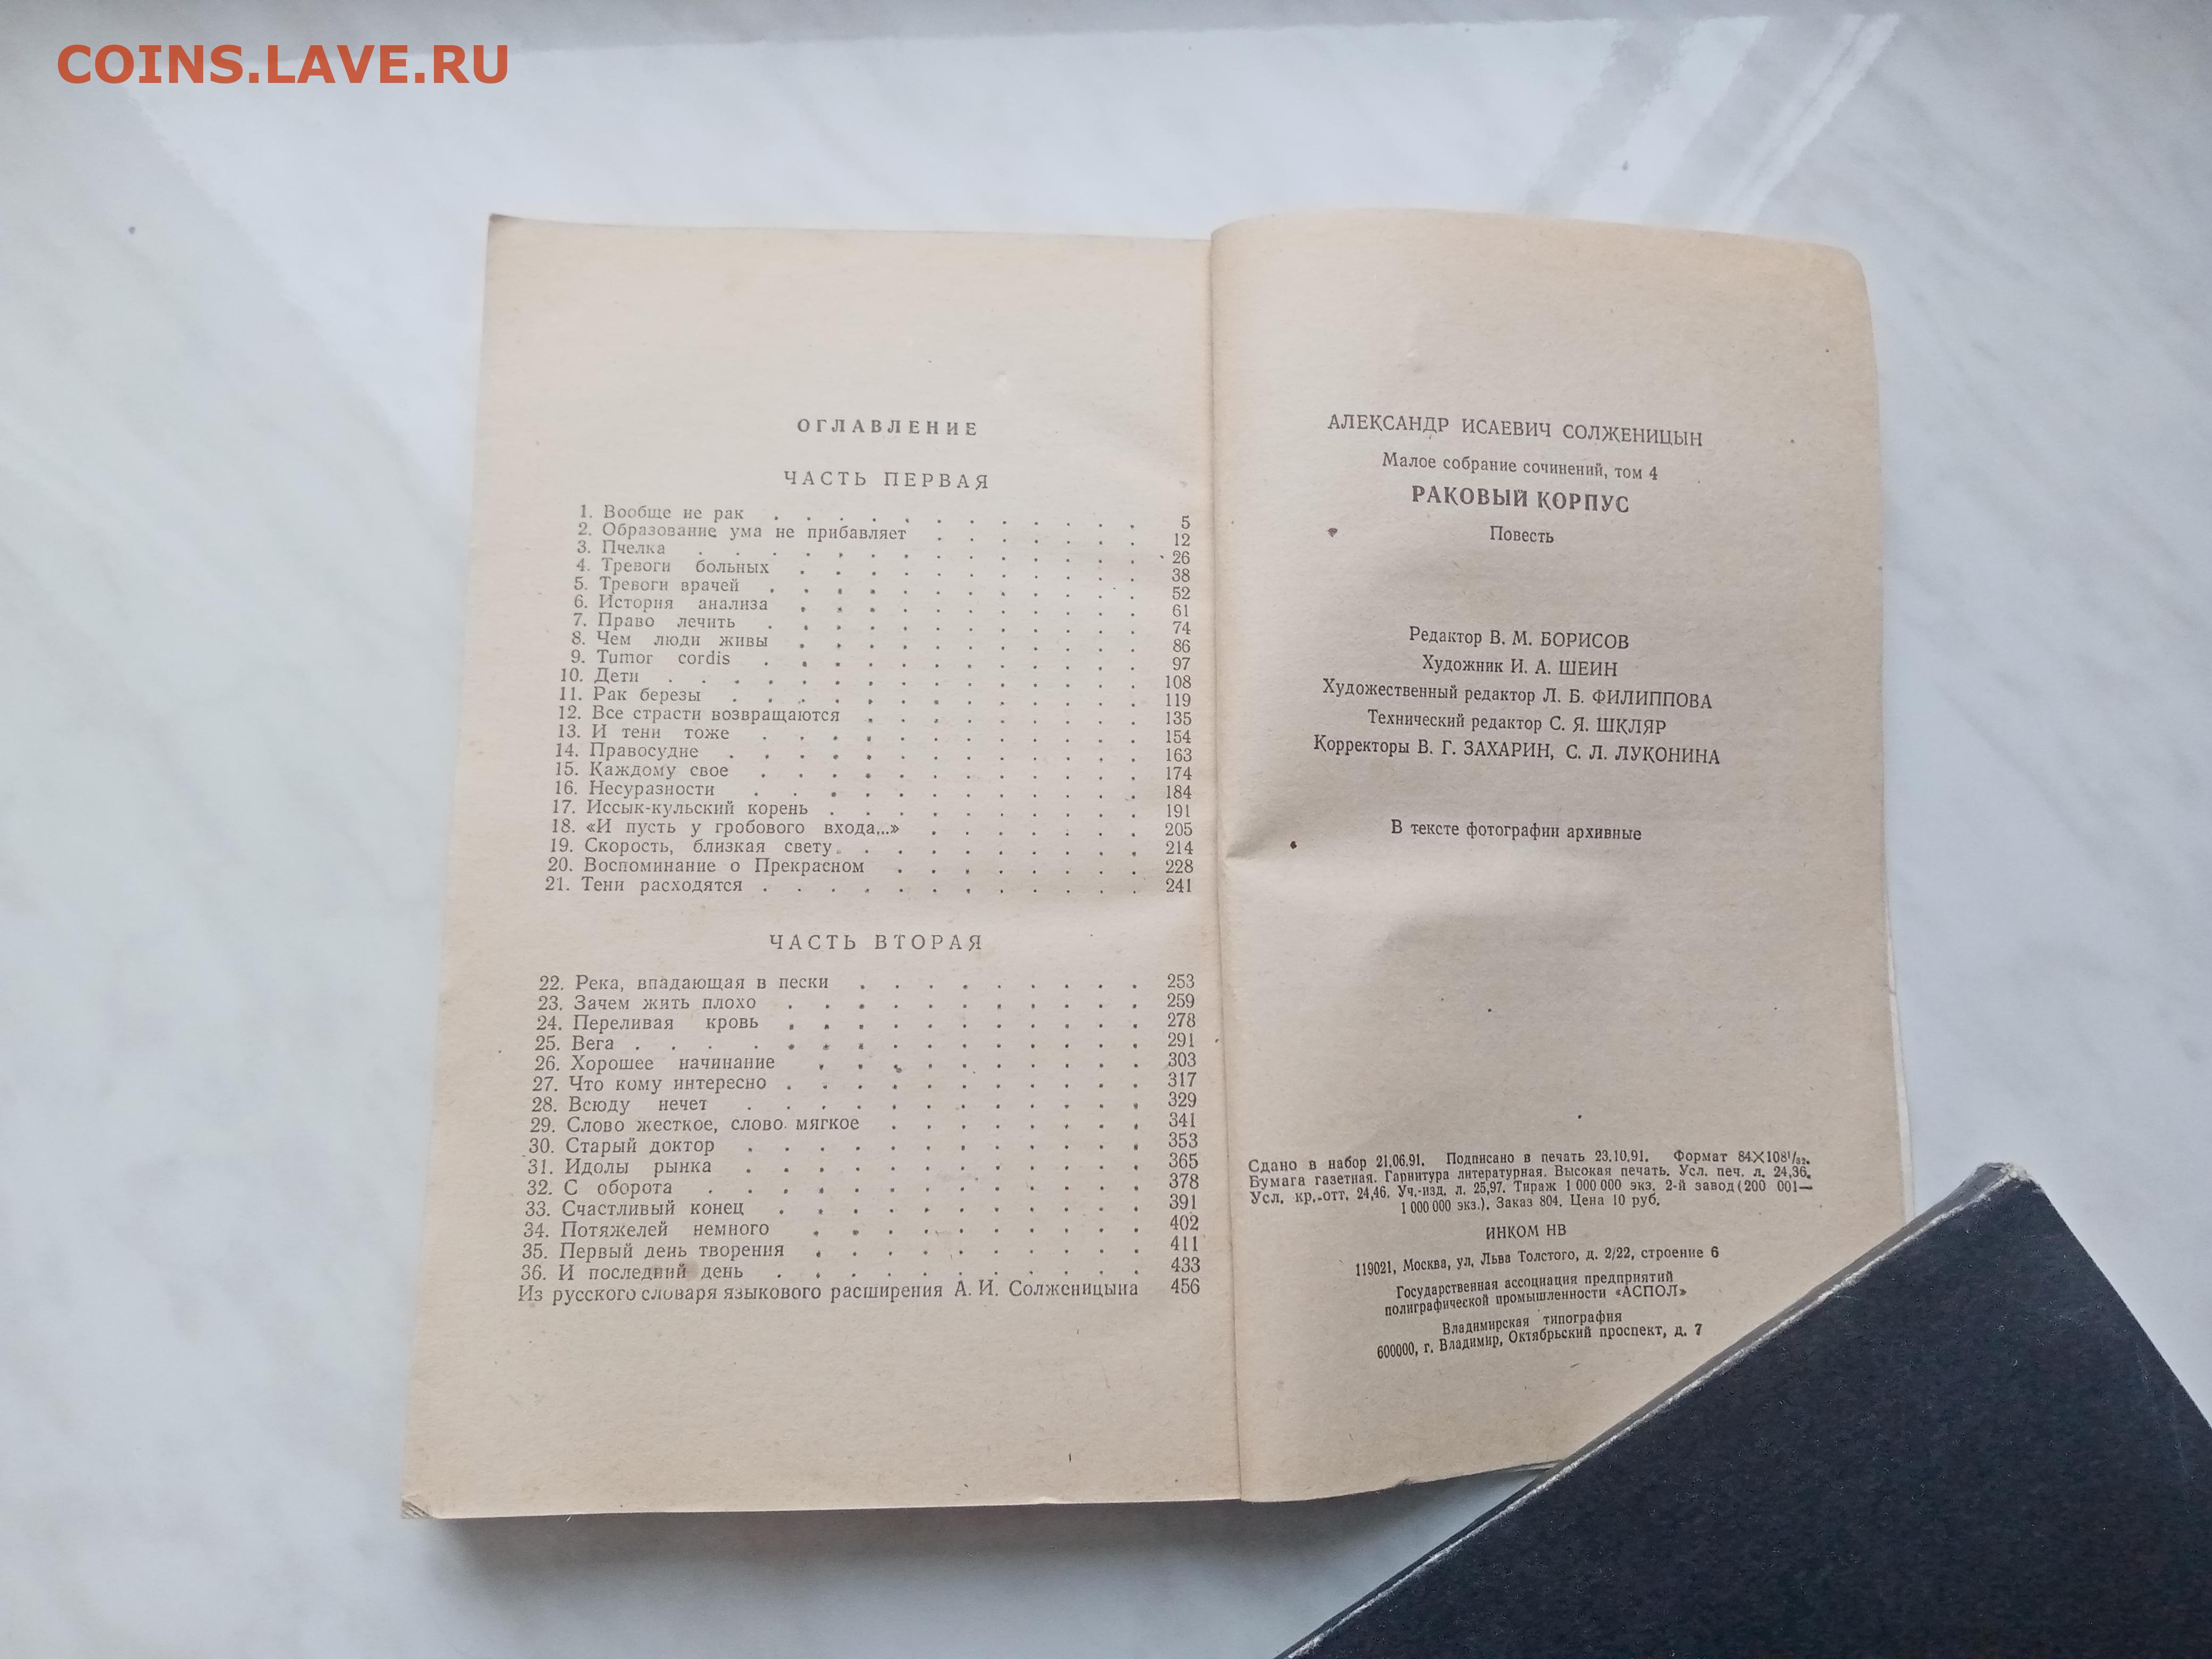 COINS.LAVE.RU
ОГЛАВЛЕНИЕ
ЧАСТЬ ПЕРВАЯ
1. Вообще не рак . . . . . . . . . . . 5
2. Образование ума не прибавляет . . . . . . 12
3. Пчелка . . . . . . . . . . . . . 26
4. Тревоги больных . . . . . . . . . . 38
5. Тревоги врачей . . . . . . . . . . . 52
6. История анализа . . . . . . . . . . 61
7. Право лечить . . . . . . . . . . . 74
8. Чем люди живы . . . . . . . . . . 86
9. Tumor cordis . . . . . . . . . . . 97
10. Дети . . . . . . . . . . . . . . 108
11. Рак березы . . . . . . . . . . . . 119
12. Все страсти возвращаются . . . . . . . . 135
13. И тени тоже . . . . . . . . . . . 154
14. Правосудие . . . . . . . . . . . . 163
15. Каждому свое . . . . . . . . . . . 174
16. Несуразности . . . . . . . . . . . 184
17. Иссык-кульский корень . . . . . . . . . 191
18. «И пусть у гробового входа...» . . . . . . 205
19. Скорость, близкая свету . . . . . . . . 214
20. Воспоминание о Прекрасном . . . . . . . 228
21. Тени расходятся . . . . . . . . . . . 241
ЧАСТЬ ВТОРАЯ
22. Река, впадающая в пески . . . . . . . . 253
23. Зачем жить плохо . . . . . . . . . . 259
24. Переливая кровь . . . . . . . . . . 278
25. Вега . . . . . . . . . . . . . . 291
26. Хорошее начинание . . . . . . . . . 303
27. Что кому интересно . . . . . . . . . . 317
28. Всюду нечет . . . . . . . . . . . 329
29. Слово жесткое, слово мягкое . . . . . . . 341
30. Старый доктор . . . . . . . . . . . 353
31. Идолы рынка . . . . . . . . . . . 365
32. С оборота . . . . . . . . . . . . 378
33. Счастливый конец . . . . . . . . . . 391
34. Потяжелей немного . . . . . . . . . 402
35. Первый день творения . . . . . . . . . 411
36. И последний день . . . . . . . . . . 433
Из русского словаря языкового расширения А. И. Солженицына 456
АЛЕКСАНДР ИСАЕВИЧ СОЛЖЕНИЦЫН
Малое собрание сочинений, том 4
РАКОВЫЙ КОРПУС
Повесть
Редактор В. М. БОРИСОВ
Художник И. А. ШЕИН
Художественный редактор Л. Б. ФИЛИППОВА
Технический редактор С. Я. ШКЛЯР
Корректоры В. Г. ЗАХАРИН, С. Л. ЛУКОНИНА
В тексте фотографии архивные
Сдано в набор 21.06.91. Подписано в печать 23.10.91. Формат 84×108¹/₃₂.
Бумага газетная. Гарнитура литературная. Высокая печать. Усл. печ. л. 24,36.
Усл. кр.-отт. 24,46. Уч.-изд. л. 25,97. Тираж 1 000 000 экз. 2-й завод (200 001—
1 000 000 экз.). Заказ 804. Цена 10 руб.
ИНКОМ НВ
119021, Москва, ул. Льва Толстого, д. 2/22, строение 6
Государственная ассоциация предприятий
полиграфической промышленности «АСПОЛ»
Владимирская типография
600000, г. Владимир, Октябрьский проспект, д. 7